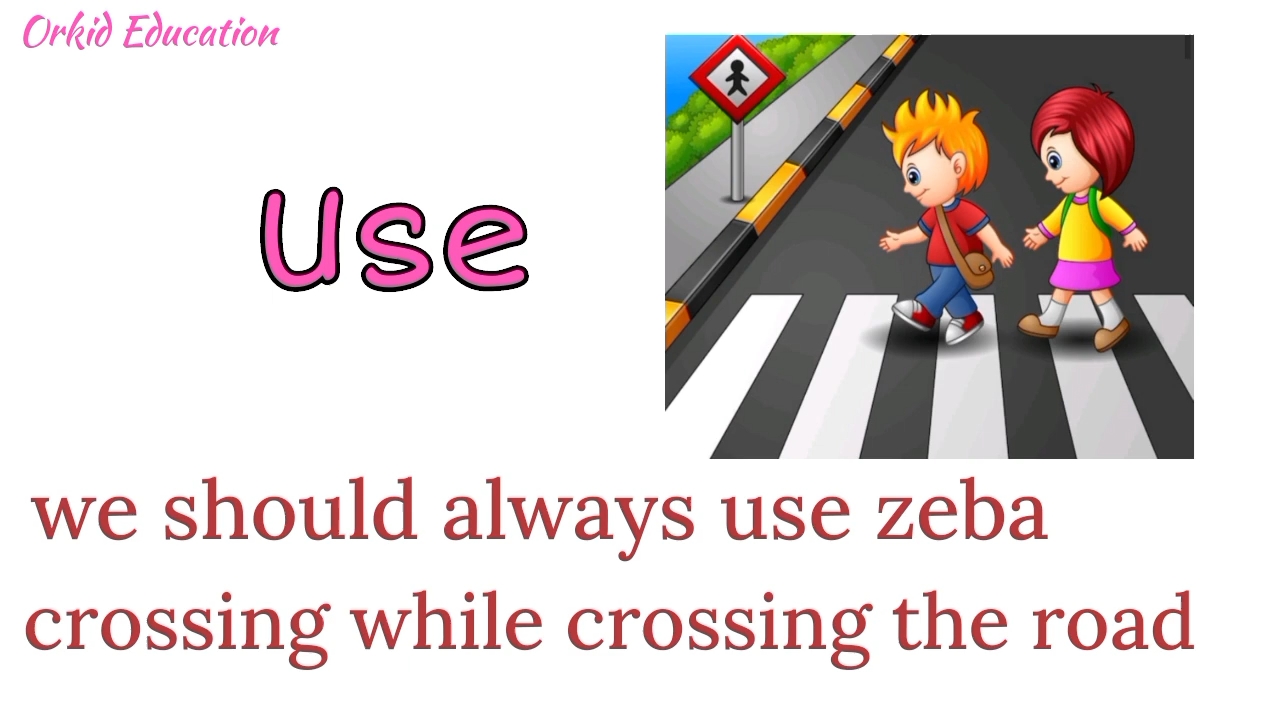 Orkid Education
use
we should always use zeba
crossing while crossing the road